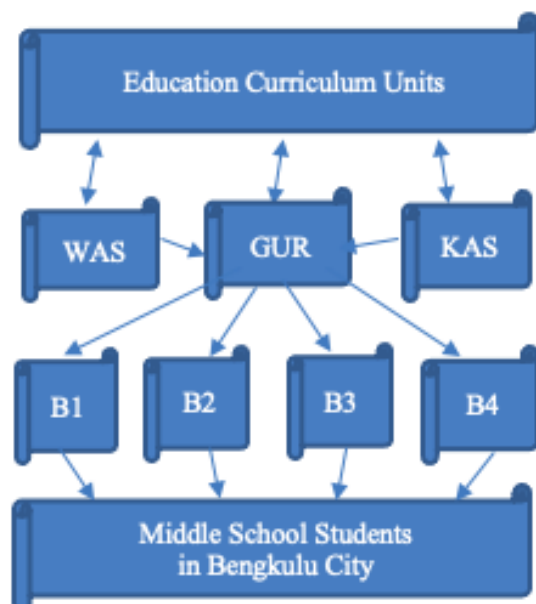 Education Curriculum Units
WAS
GUR
KAS
B1
B2
B3
B4
Middle School Students
in Bengkulu City